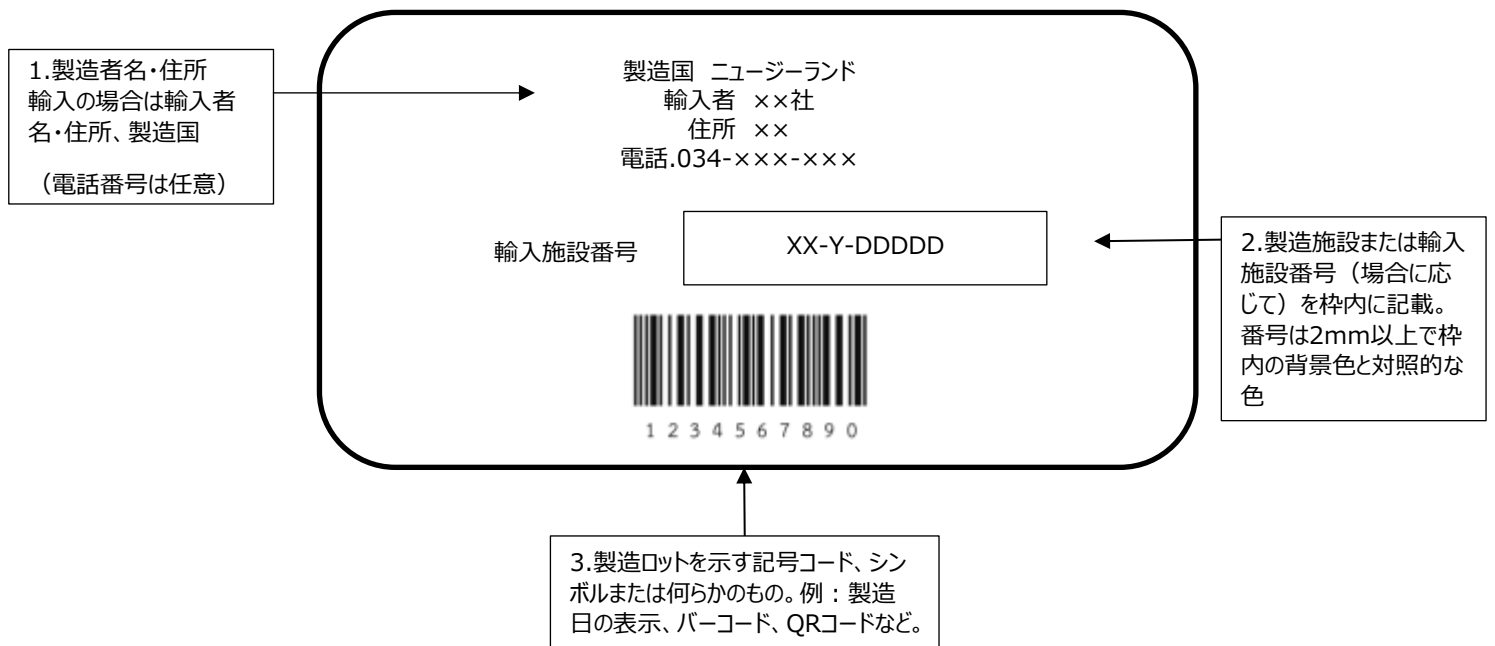 1.製造者名・住所
輸入の場合は輸入者
名・住所、製造国
（電話番号は任意）
製造国 ニュージーランド
輸入者 ××社
住所 ××
電話.034-×××-×××
輸入施設番号
XX-Y-DDDDD
2.製造施設または輸入
施設番号（場合に応
じて）を枠内に記載。
番号は2mm以上で枠
内の背景色と対照的な
色
1 2 3 4 5 6 7 8 9 0
3.製造ロットを示す記号コード、シン
ボルまたは何らかのもの。例：製造
日の表示、バーコード、QRコードなど。